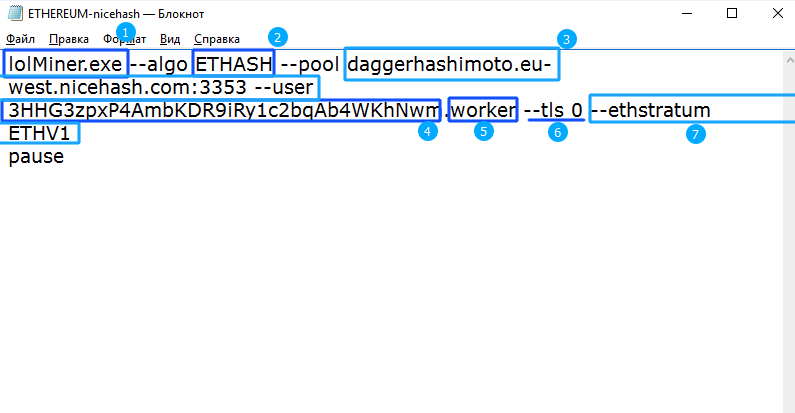 ETHEREUM-nicehash — Блокнот
Файл Правка Формат Вид Справка
1
2
3
lolMiner.exe --algo ETHASH --pool daggerhashimoto.eu-
west.nicehash.com:3353 --user
3HHG3zpxP4AmbKDR9iRy1c2bqAb4WKhNwm.worker --tls 0 --ethstratum
4
5
6
7
ETHV1
pause